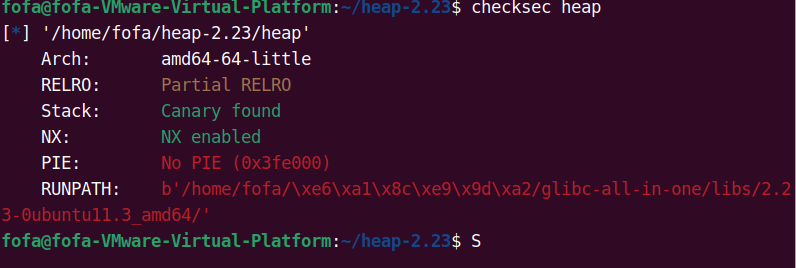 fofa@fofa-VMware-Virtual-Platform:~/heap-2.23$ checksec heap
[*] '/home/fofa/heap-2.23/heap'
    Arch:     amd64-64-little
    RELRO:    Partial RELRO
    Stack:    Canary found
    NX:       NX enabled
    PIE:      No PIE (0x3fe000)
    RUNPATH:  b'/home/fofa/\xe6\xa1\x8c\xe9\x9d\xa2/glibc-all-in-one/libs/2.2
3-0ubuntu11.3_amd64/'
fofa@fofa-VMware-Virtual-Platform:~/heap-2.23$ S